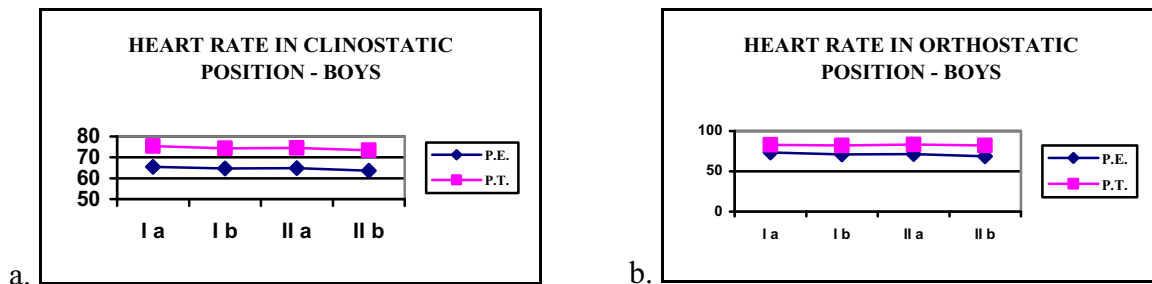 HEART RATE IN CLINOSTATIC
POSITION - BOYS
80
70
60
50
I a I b II a II b
P.E.
P.T.
a.
HEART RATE IN ORTHOSTATIC
POSITION - BOYS
100
50
0
I a I b II a II b
P.E.
P.T.
b.